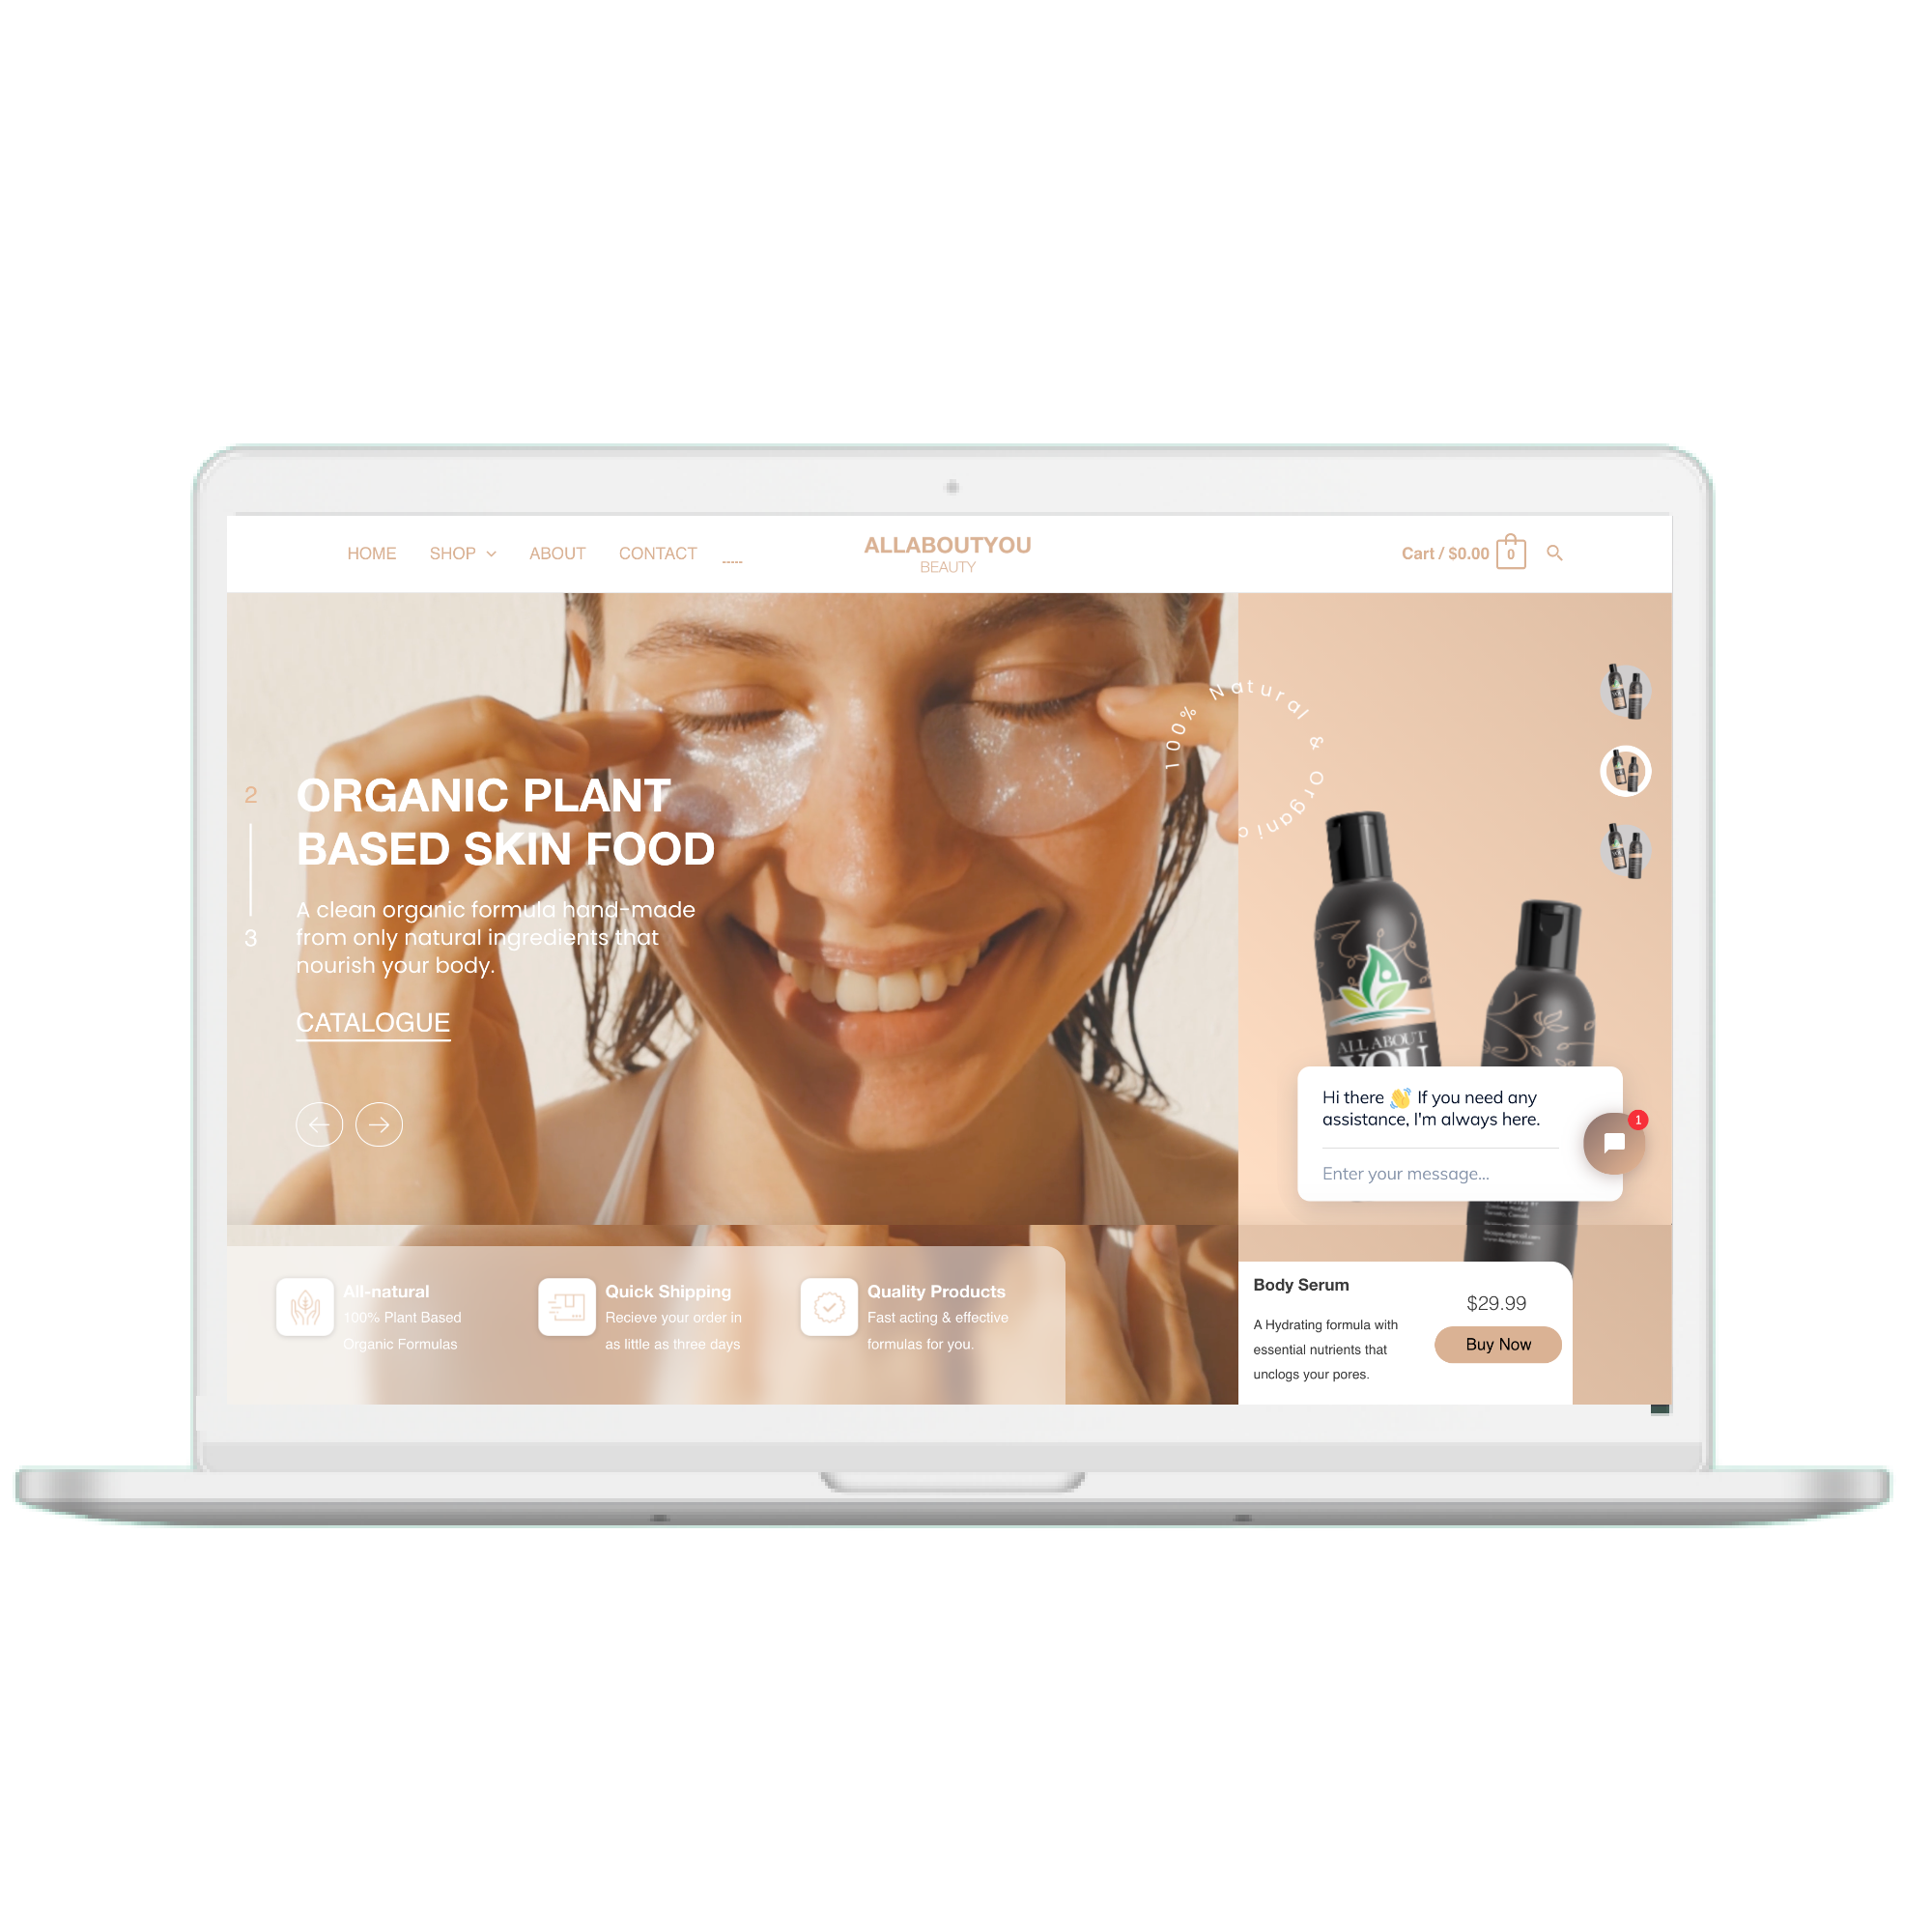 HOME SHOP ABOUT CONTACT -----
ALLABOUTYOU
BEAUTY
Cart / $0.00 0
100% Natural & Organic
2
3
ORGANIC PLANT
BASED SKIN FOOD
A clean organic formula hand-made
from only natural ingredients that
nourish your body.
CATALOGUE
ALL ABOUT
YOU
Hi there 👋 If you need any
assistance, I'm always here.
1
Enter your message...
All-natural
100% Plant Based
Organic Formulas
Quick Shipping
Recieve your order in
as little as three days
Quality Products
Fast acting & effective
formulas for you.
Body Serum
A Hydrating formula with
essential nutrients that
unclogs your pores.
$29.99
Buy Now